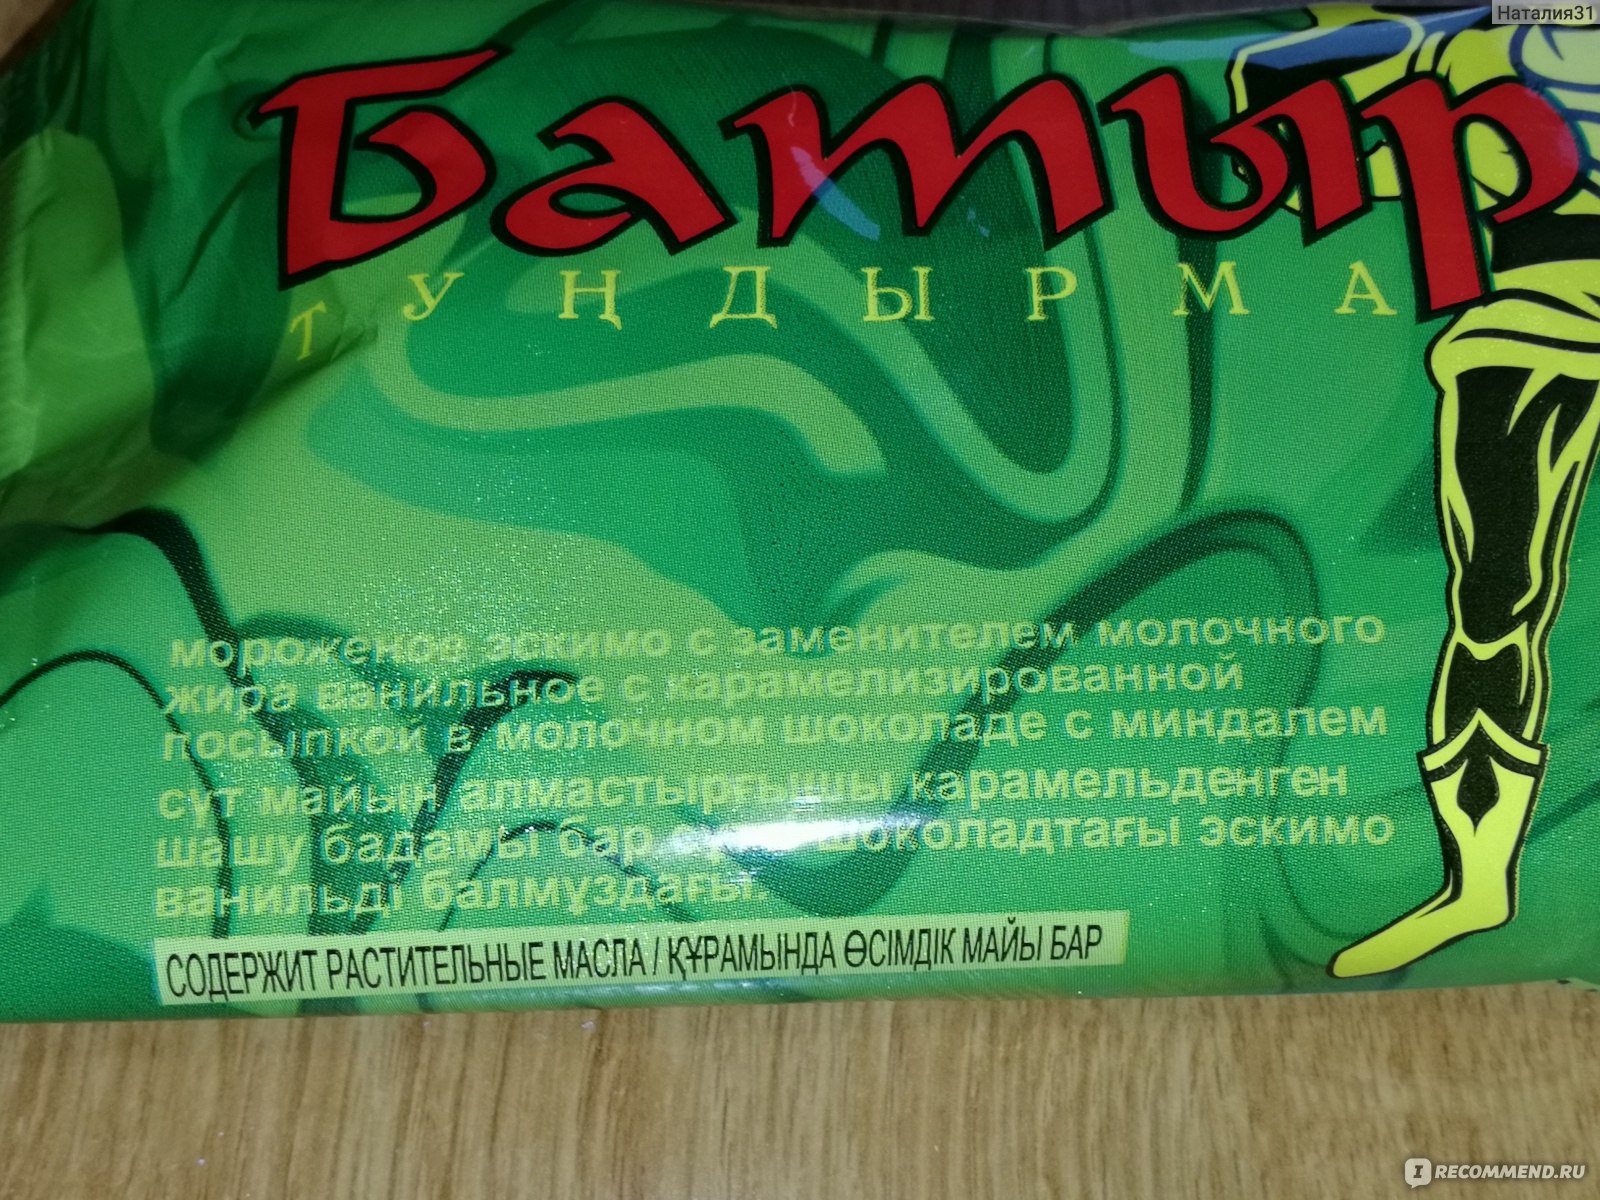 Наталия31
Батыр
ТУҢДЫРМА
мороженое эскимо с заменителем молочного
жира ванильное с карамелизированной
посыпкой в молочном шоколаде с миндалем
сүт майын алмастырғышы карамельденген
шашу бадамы бар шоколадтағы эскимо
ванильді балмұздағы.
СОДЕРЖИТ РАСТИТЕЛЬНЫЕ МАСЛА / ҚҰРАМЫНДА ӨСІМДІК МАЙЫ БАР
IRECOMMEND.RU